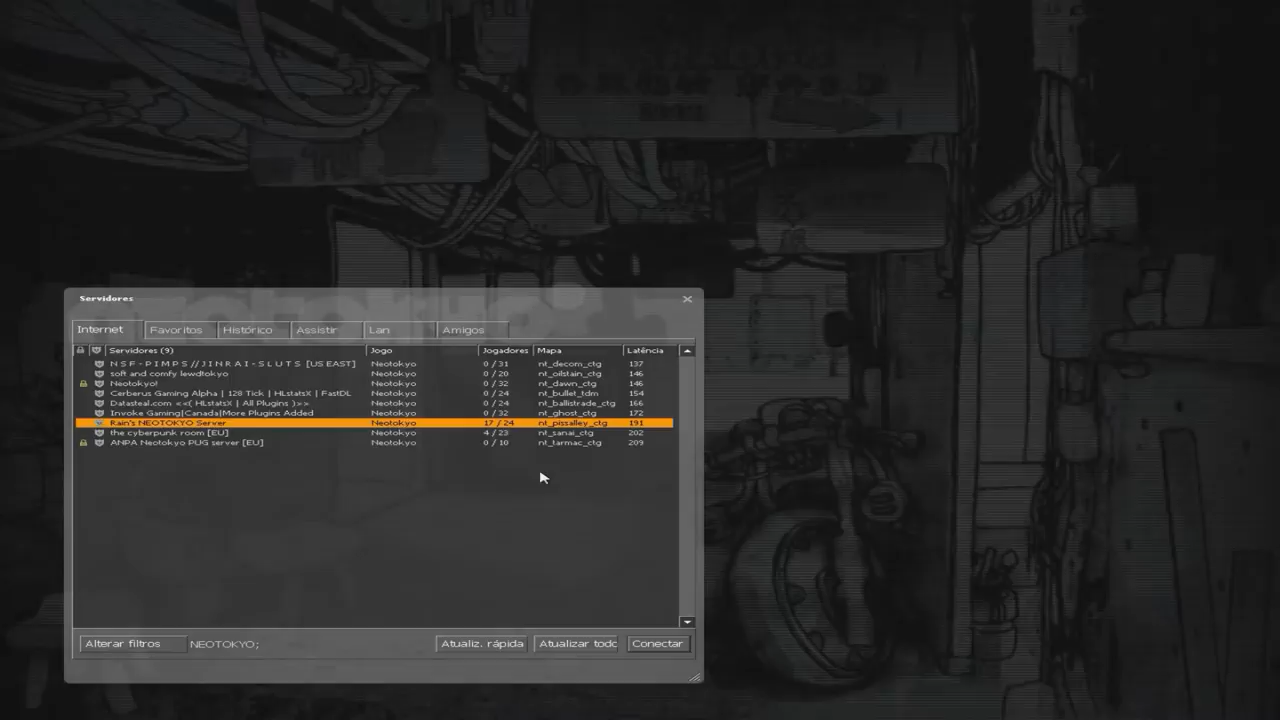 Servidores
Internet Favoritos Histórico Assistir Lan Amigos
Servidores (9) Jogo Jogadores Mapa Latência
N S F - P I M P S // J I N R A I - S L U T S [US EAST] Neotokyo 0 / 31 nt_decom_ctg 137
soft and comfy lewd!okyo Neotokyo 0 / 20 nt_oilstain_ctg 146
Neotokyo! Neotokyo 0 / 32 nt_dawn_ctg 146
Cerberus Gaming Alpha | 128 Tick | HLstatsX | FastDL Neotokyo 0 / 24 nt_bullet_tdm 154
Datasteal.com <<( HLstatsX | All Plugins )>> Neotokyo 0 / 24 nt_ballistrade_ctg 166
Invoke Gaming|Canada|More Plugins Added Neotokyo 0 / 32 nt_ghost_ctg 172
Rain's NEOTOKYO Server Neotokyo 17 / 24 nt_pissalley_ctg 191
the cyberpunk room [EU] Neotokyo 4 / 23 nt_sanai_ctg 202
ANPA Neotokyo PUG server [EU] Neotokyo 0 / 10 nt_tarmac_ctg 209
Alterar filtros NEOTOKYO; Atualiz. rápida Atualizar todo Conectar